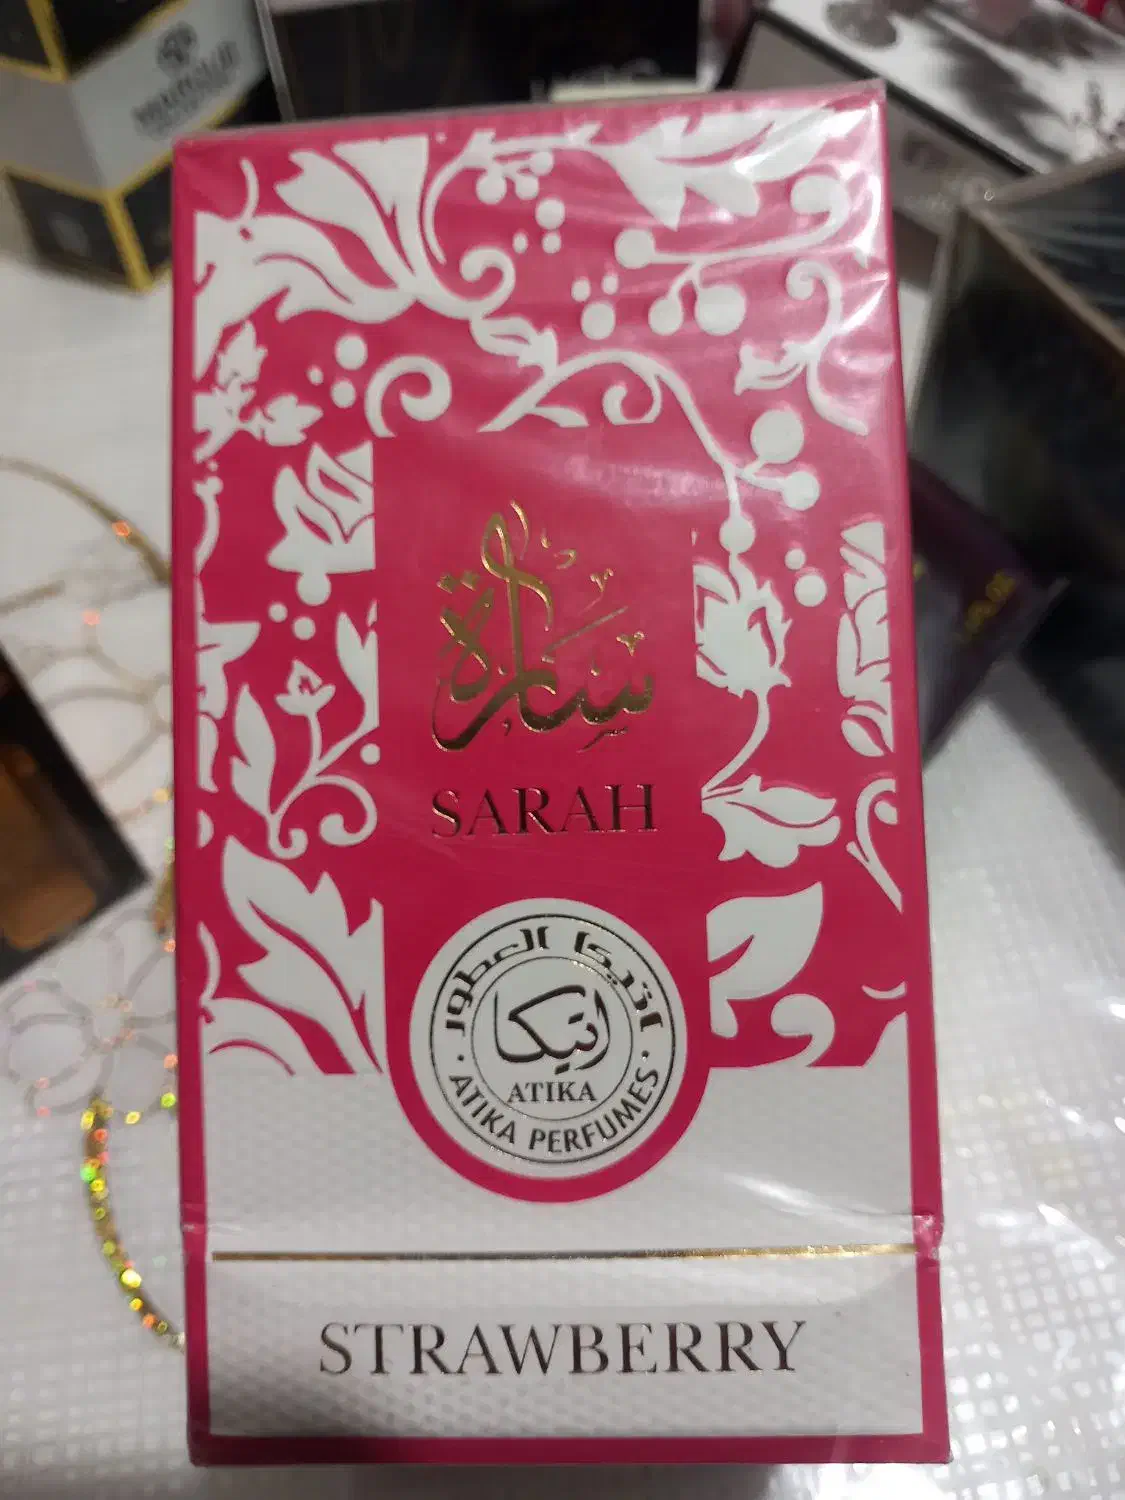 سارة
SARAH
اتيكا العطور
اتيكا
ATIKA
ATIKA PERFUMES
STRAWBERRY